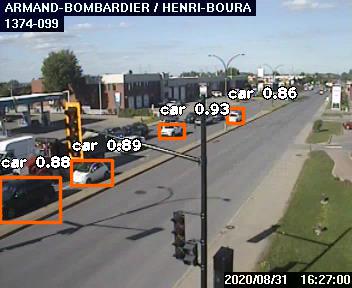 ARMAND-BOMBARDIER / HENRI-BOURA
1374-099
car 0.86
car 0.93
car 0.89
car 0.88
2020/08/31 16:27:00